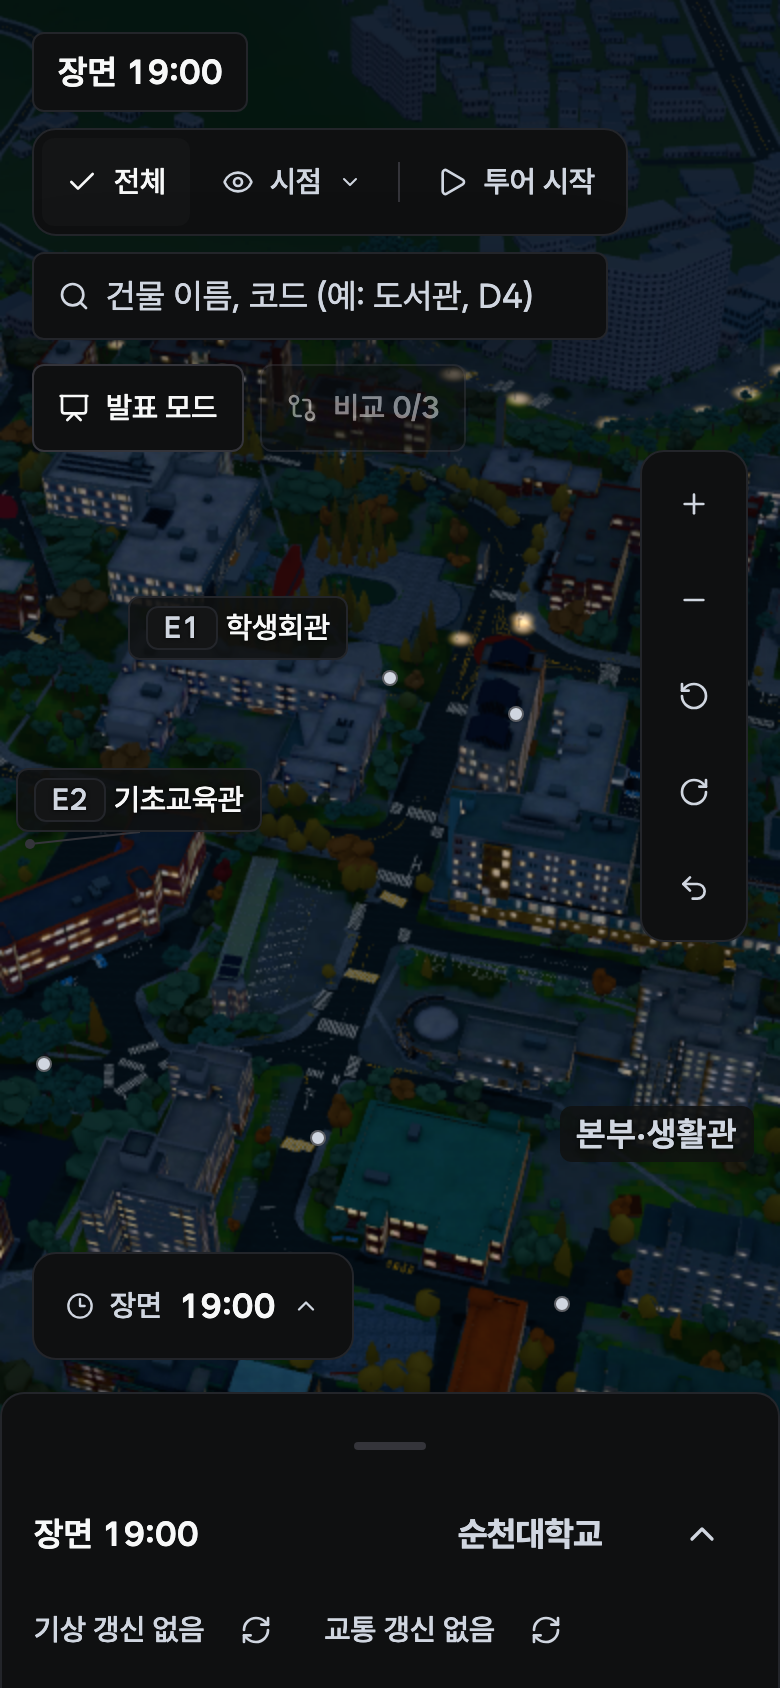 장면 19:00
전체 시점 투어 시작
건물 이름, 코드 (예: 도서관, D4)
발표 모드 비교 0/3
E1 학생회관
E2 기초교육관
본부·생활관
장면 19:00
장면 19:00 순천대학교
기상 갱신 없음 교통 갱신 없음